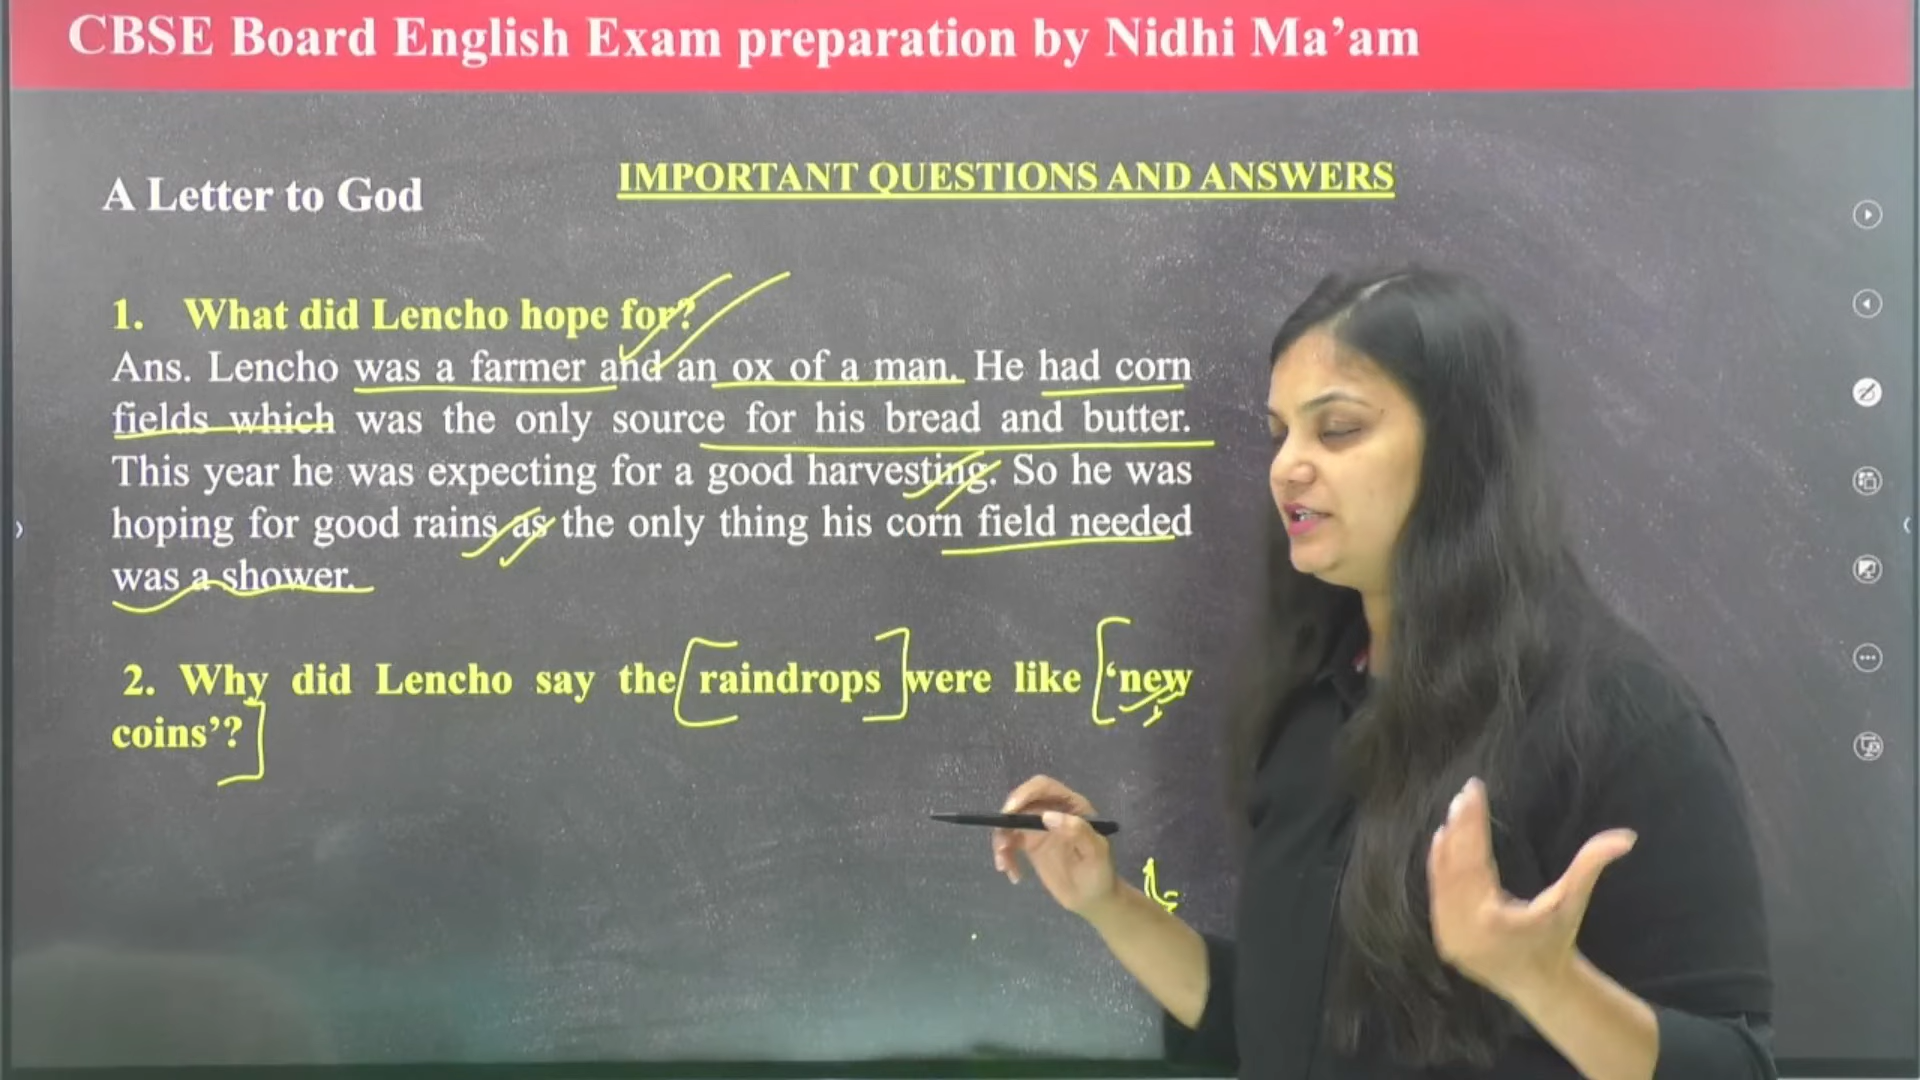 CBSE Board English Exam preparation by Nidhi Ma’am
A Letter to God
IMPORTANT QUESTIONS AND ANSWERS
1. What did Lencho hope for?
Ans. Lencho was a farmer and an ox of a man. He had corn
fields which was the only source for his bread and butter.
This year he was expecting for a good harvesting. So he was
hoping for good rains as the only thing his corn field needed
was a shower.
2. Why did Lencho say the raindrops were like ‘new
coins’?